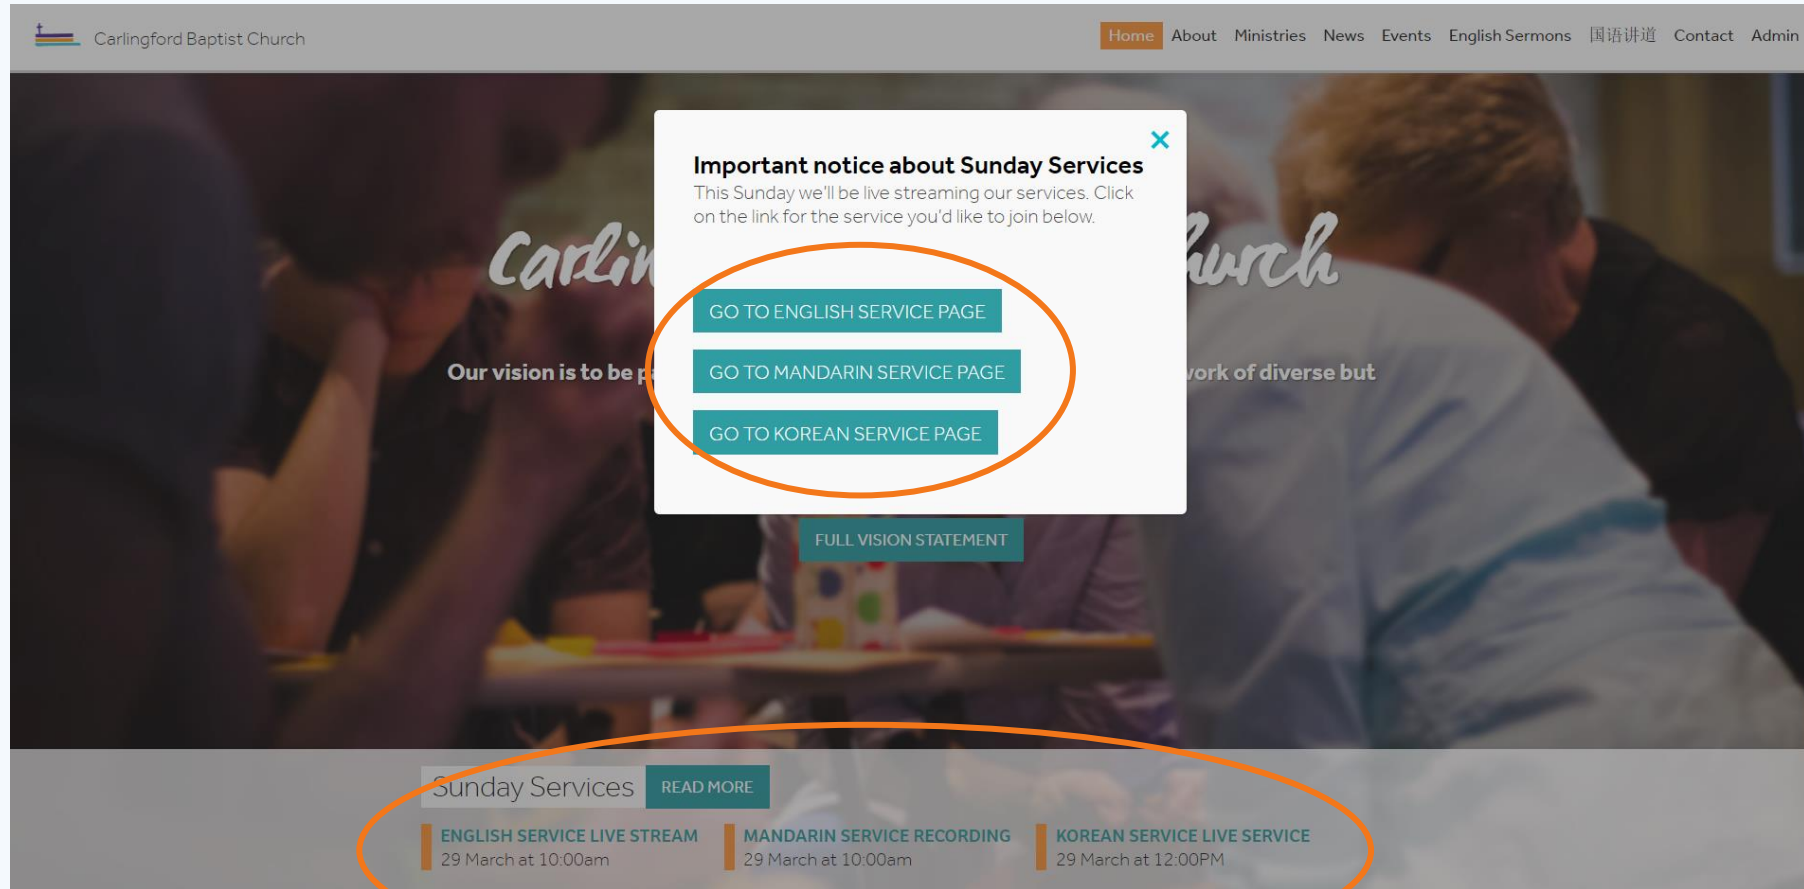 Carlingford Baptist Church
Home About Ministries News Events English Sermons 国语讲道 Contact Admin
Important notice about Sunday Services
This Sunday we'll be live streaming our services. Click
on the link for the service you'd like to join below.
GO TO ENGLISH SERVICE PAGE
GO TO MANDARIN SERVICE PAGE
GO TO KOREAN SERVICE PAGE
Our vision is to be
of diverse but
FULL VISION STATEMENT
Sunday Services READ MORE
ENGLISH SERVICE LIVE STREAM
29 March at 10:00am
MANDARIN SERVICE RECORDING
29 March at 10:00am
KOREAN SERVICE LIVE SERVICE
29 March at 12:00PM